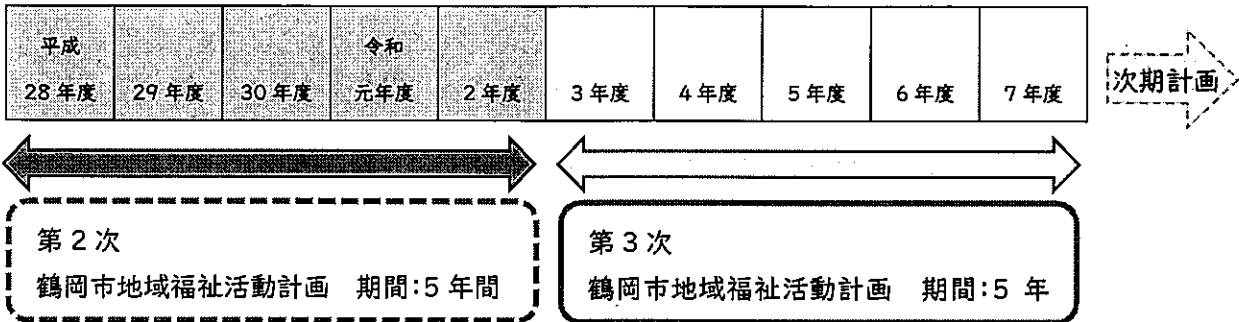 平成 令和
28年度 29年度 30年度 元年度 2年度 3年度 4年度 5年度 6年度 7年度
次期計画
第2次
鶴岡市地域福祉活動計画 期間:5年間
第3次
鶴岡市地域福祉活動計画 期間:5 年